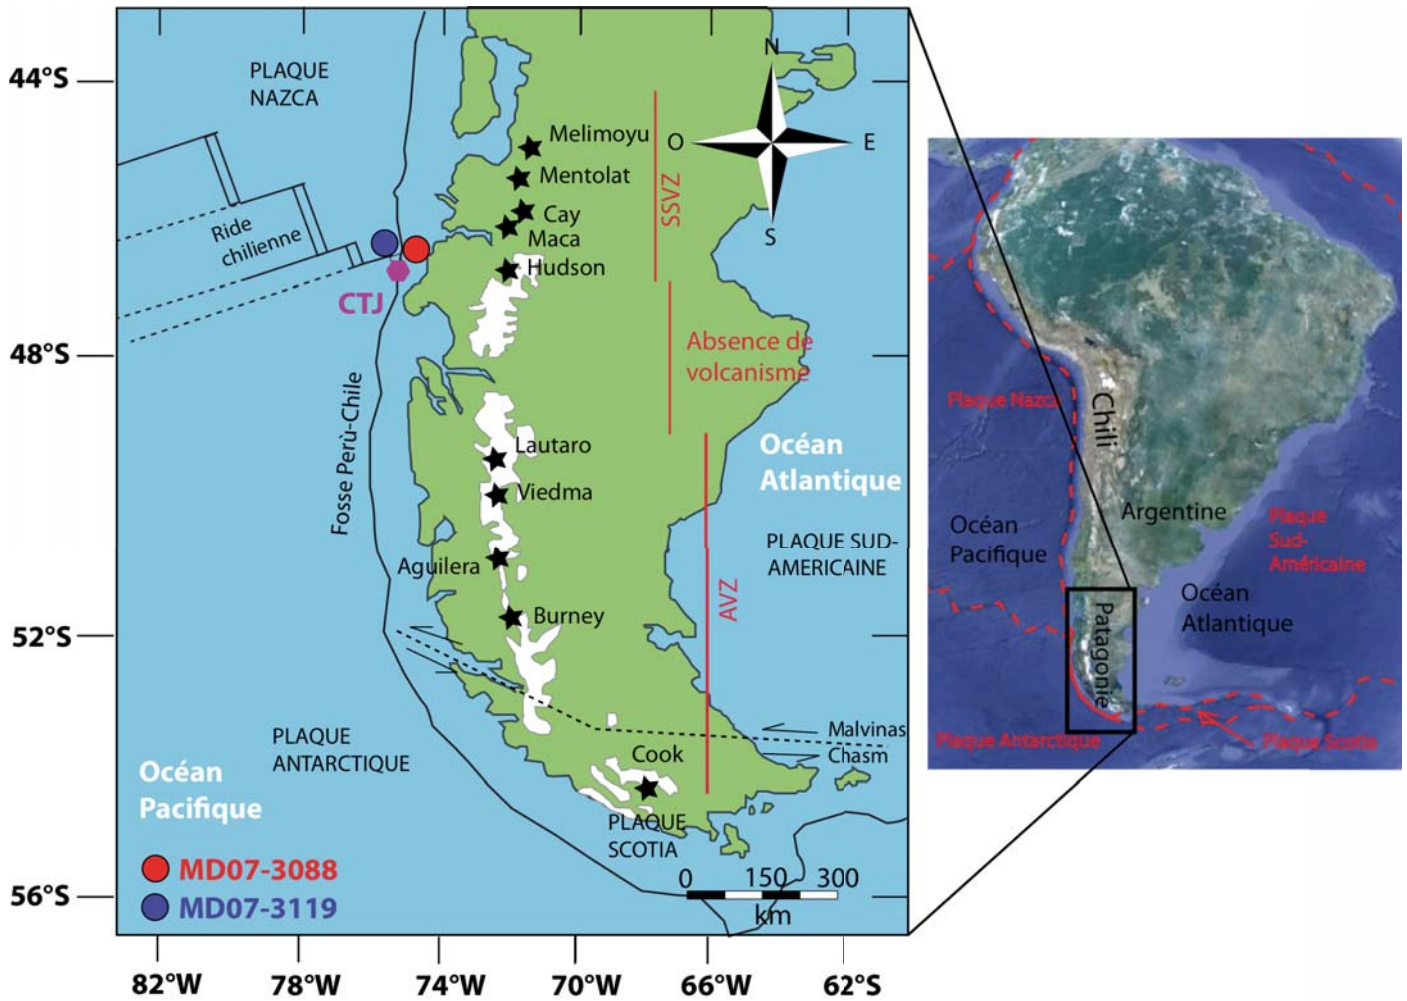 44°S
48°S
52°S
56°S
82°W
78°W
74°W
70°W
66°W
62°S
PLAQUE
NAZCA
Ride
chilienne
CTJ
Fosse Perù-Chile
Melimoyu
Mentolat
Cay
Maca
Hudson
SSVZ
N
O
E
S
Absence de
volcanisme
Lautaro
Viedma
Aguilera
Burney
AVZ
Océan
Atlantique
PLAQUE SUD-
AMERICAINE
Malvinas
Chasm
Cook
PLAQUE
SCOTIA
PLAQUE
ANTARCTIQUE
Océan
Pacifique
MD07-3088
MD07-3119
0 150 300
km
Plaque Nazca
Chili
Argentine
Océan
Pacifique
Plaque
Sud-
Américaine
Océan
Atlantique
Patagonie
Plaque Antarctique
Plaque Scotia